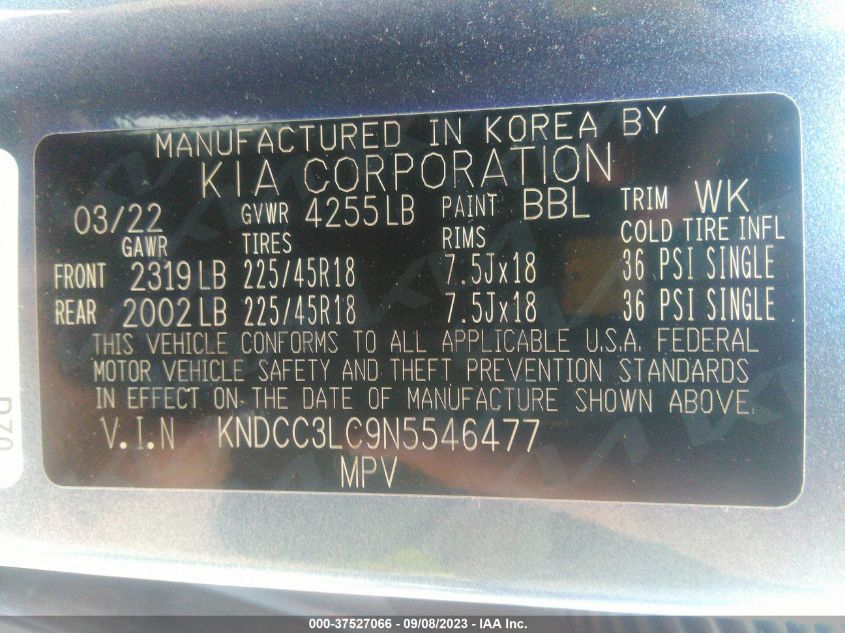 MANUFACTURED IN KOREA BY
KIA CORPORATION
03/22 GVWR 4255LB PAINT BBL TRIM WK
GAWR TIRES RIMS COLD TIRE INFL
FRONT 2319LB 225/45R18 7.5Jx18 36 PSI SINGLE
REAR 2002LB 225/45R18 7.5Jx18 36 PSI SINGLE
THIS VEHICLE CONFORMS TO ALL APPLICABLE U.S.A. FEDERAL
MOTOR VEHICLE SAFETY AND THEFT PREVENTION STANDARDS
IN EFFECT ON THE DATE OF MANUFACTURE SHOWN ABOVE.
V.I.N KNDCC3LC9N5546477
MPV
000-37527066 - 09/08/2023 - IAA Inc.